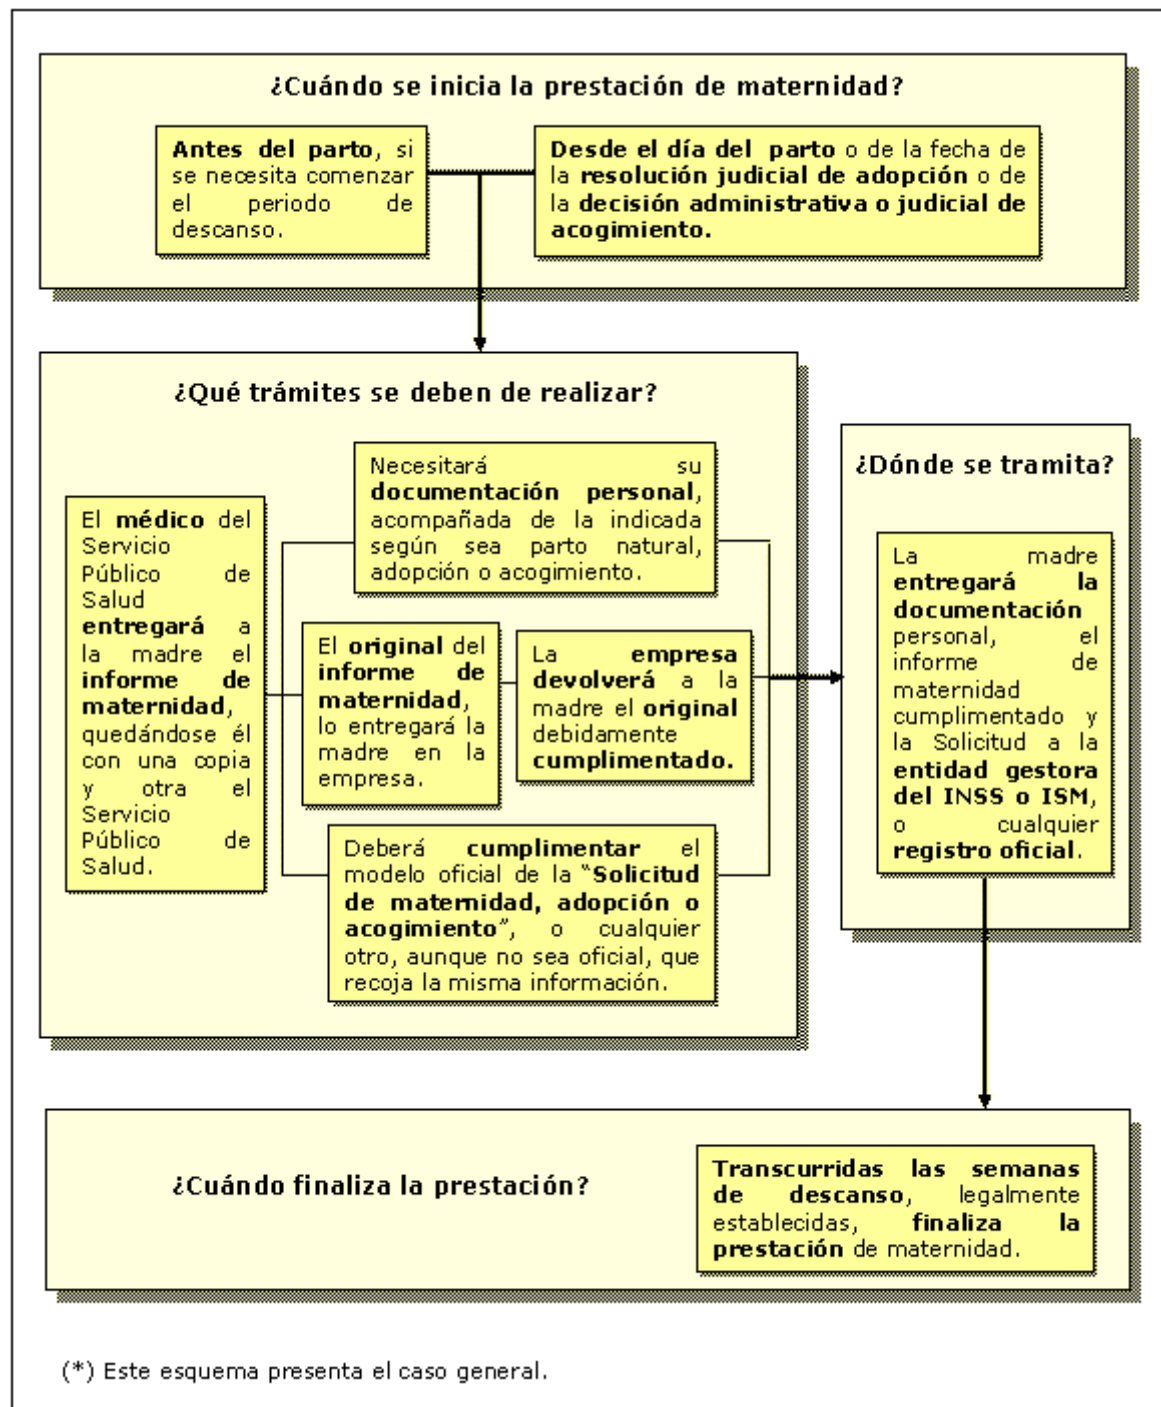 ¿Cuándo se inicia la prestación de maternidad?
Antes del parto, si
se necesita comenzar
el periodo de
descanso.
Desde el día del parto o de la fecha de
la resolución judicial de adopción o de
la decisión administrativa o judicial de
acogimiento.
¿Qué trámites se deben de realizar?
El médico del
Servicio
Público de
Salud
entregará a
la madre el
informe de
maternidad,
quedándose él
con una copia
y otra el
Servicio
Público de
Salud.
Necesitará su
documentación personal,
acompañada de la indicada
según sea parto natural,
adopción o acogimiento.
El original del
informe de
maternidad,
lo entregará la
madre en la
empresa.
La empresa
devolverá a la
madre el original
debidamente
cumplimentado.
Deberá cumplimentar el
modelo oficial de la “Solicitud
de maternidad, adopción o
acogimiento”, o cualquier
otro, aunque no sea oficial, que
recoja la misma información.
¿Dónde se tramita?
La madre
entregará la
documentación
personal, el
informe de
maternidad
cumplimentado y
la Solicitud a la
entidad gestora
del INSS o ISM,
o cualquier
registro oficial.
¿Cuándo finaliza la prestación?
Transcurridas las semanas
de descanso, legalmente
establecidas, finaliza la
prestación de maternidad.
(*) Este esquema presenta el caso general.